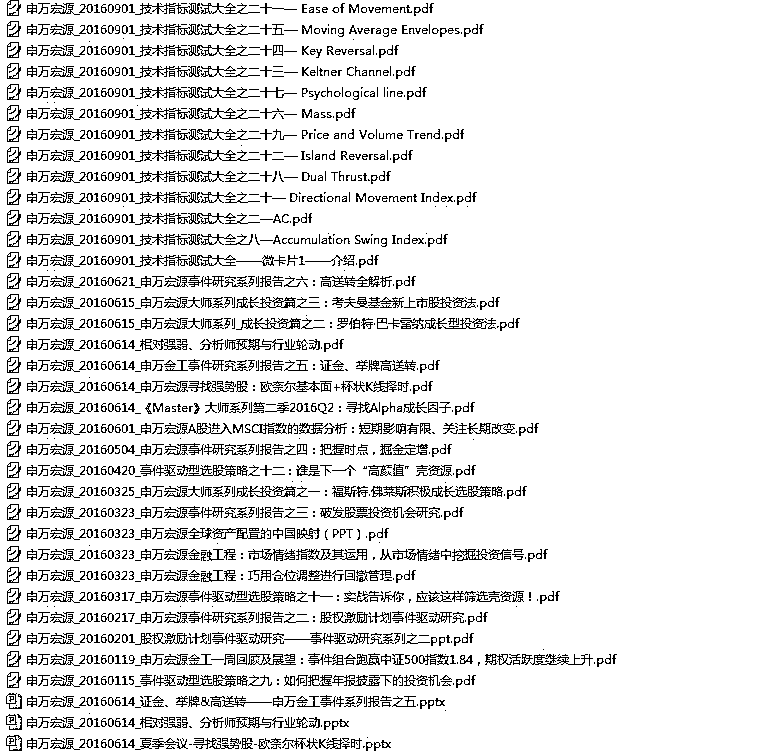 申万宏源_20160901_技术指标测试大全之二十一— Ease of Movement.pdf
申万宏源_20160901_技术指标测试大全之二十五— Moving Average Envelopes.pdf
申万宏源_20160901_技术指标测试大全之二十四— Key Reversal.pdf
申万宏源_20160901_技术指标测试大全之二十三— Keltner Channel.pdf
申万宏源_20160901_技术指标测试大全之二十七— Psychological line.pdf
申万宏源_20160901_技术指标测试大全之二十六— Mass.pdf
申万宏源_20160901_技术指标测试大全之二十九— Price and Volume Trend.pdf
申万宏源_20160901_技术指标测试大全之二十二— Island Reversal.pdf
申万宏源_20160901_技术指标测试大全之二十八— Dual Thrust.pdf
申万宏源_20160901_技术指标测试大全之二十— Directional Movement Index.pdf
申万宏源_20160901_技术指标测试大全之二—AC.pdf
申万宏源_20160901_技术指标测试大全之八—Accumulation Swing Index.pdf
申万宏源_20160901_技术指标测试大全——微卡片1——介绍.pdf
申万宏源_20160621_申万宏源事件研究系列报告之六：高送转全解析.pdf
申万宏源_20160615_申万宏源大师系列成长投资篇之三：考夫曼基金新上市股投资法.pdf
申万宏源_20160615_申万宏源大师系列_成长投资篇之二：罗伯特·巴卡雷纳成长型投资法.pdf
申万宏源_20160614_相对强弱、分析师预期与行业轮动.pdf
申万宏源_20160614_申万金工事件研究系列报告之五：证金、举牌高送转.pdf
申万宏源_20160614_申万宏源寻找强势股：欧奈尔基本面+杯状K线择时.pdf
申万宏源_20160614_《Master》大师系列第二季2016Q2：寻找Alpha成长因子.pdf
申万宏源_20160601_申万宏源A股进入MSCI指数的数据分析：短期影响有限、关注长期改变.pdf
申万宏源_20160504_申万宏源事件研究系列报告之四：把握时点，掘金定增.pdf
申万宏源_20160420_事件驱动型选股策略之十二：谁是下一个“高颜值”壳资源.pdf
申万宏源_20160325_申万宏源大师系列成长投资篇之一：福斯特.佛莱斯积极成长选股策略.pdf
申万宏源_20160323_申万宏源事件研究系列报告之三：破发股票投资机会研究.pdf
申万宏源_20160323_申万宏源全球资产配置的中国映射（PPT）.pdf
申万宏源_20160323_申万宏源金融工程：市场情绪指数及其运用，从市场情绪中挖掘投资信号.pdf
申万宏源_20160323_申万宏源金融工程：巧用仓位调整进行回撤管理.pdf
申万宏源_20160317_申万宏源事件驱动型选股策略之十一：实战告诉你，应该这样筛选壳资源！.pdf
申万宏源_20160217_申万宏源事件研究系列报告之二：股权激励计划事件驱动研究.pdf
申万宏源_20160201_股权激励计划事件驱动研究——事件驱动研究系列之二ppt.pdf
申万宏源_20160119_申万宏源金工一周回顾及展望：事件组合跑赢中证500指数1.84，期权活跃度继续上升.pdf
申万宏源_20160115_事件驱动型选股策略之九：如何把握年报披露下的投资机会.pdf
申万宏源_20160614_证金、举牌&高送转——申万金工事件系列报告之五.pptx
申万宏源_20160614_相对强弱、分析师预期与行业轮动.pptx
申万宏源_20160614_夏季会议-寻找强势股-欧奈尔杯状K线择时.pptx